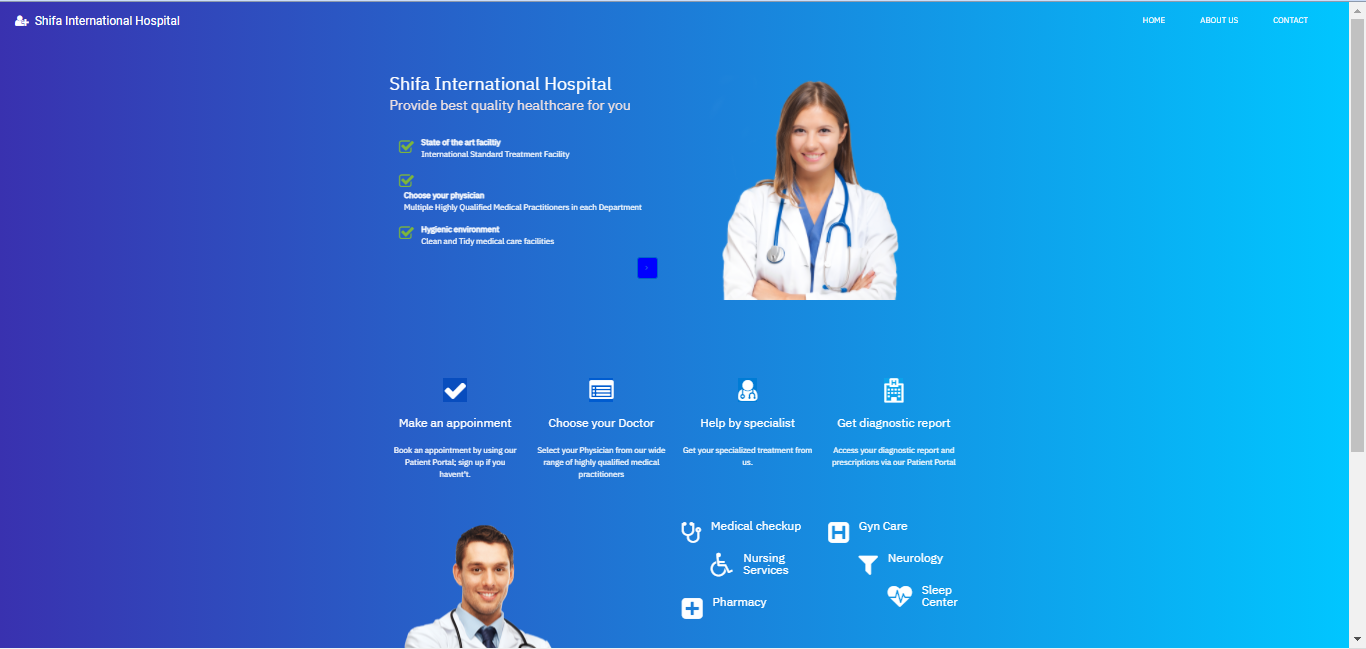 Shifa International Hospital
HOME
ABOUT US
CONTACT
Shifa International Hospital
Provide best quality healthcare for you
State of the art faciltiy
International Standard Treatment Facility
Choose your physician
Multiple Highly Qualified Medical Practitioners in each Department
Hygienic environment
Clean and Tidy medical care facilities
Make an appoinment
Book an appointment by using our
Patient Portal; sign up if you
havent't.
Choose your Doctor
Select your Physician from our wide
range of highly qualified medical
practitioners
Help by specialist
Get your specialized treatment from
us.
Get diagnostic report
Access your diagnostic report and
prescriptions via our Patient Portal
Medical checkup
Nursing
Services
Pharmacy
Gyn Care
Neurology
Sleep
Center